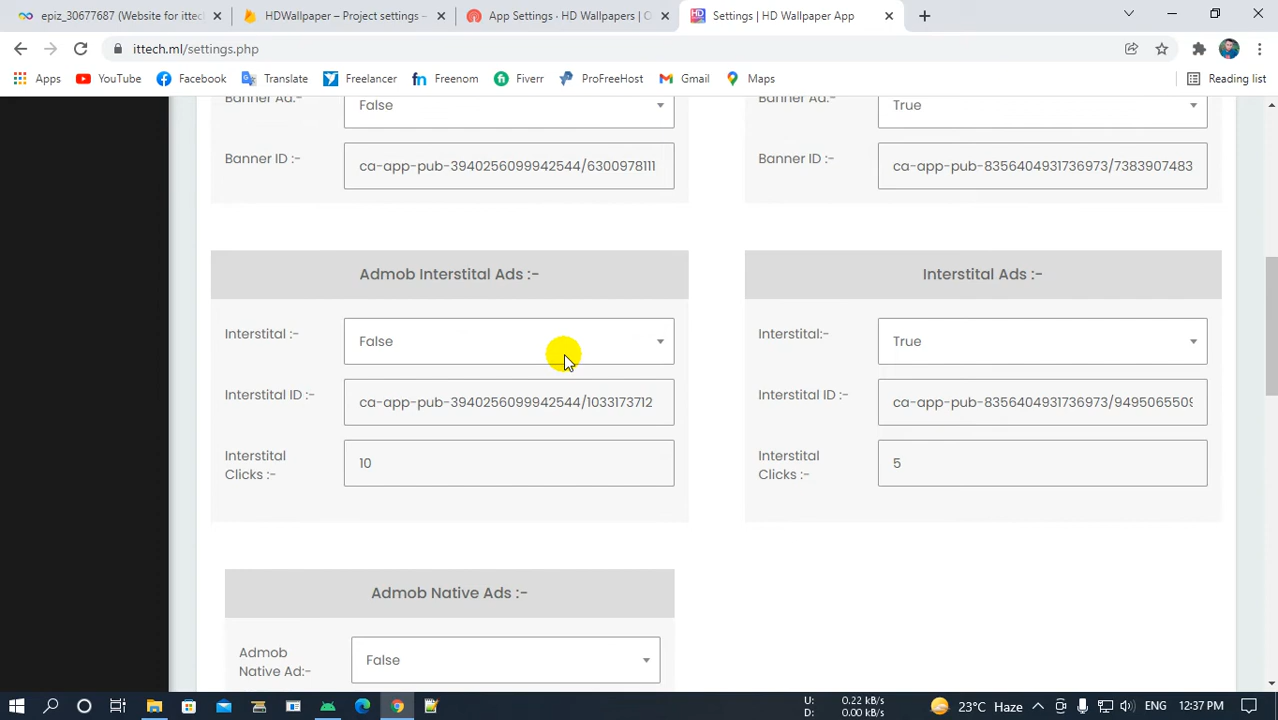 epiz_30677687 (Website for ittech
HDWallpaper – Project settings
App Settings · HD Wallpapers | O
Settings | HD Wallpaper App
ittech.ml/settings.php
Apps
YouTube
Facebook
Translate
Freelancer
Freenom
Fiverr
ProFreeHost
Gmail
Maps
Reading list
Banner Ad:-
False
Banner Ad:-
True
Banner ID :-
ca-app-pub-3940256099942544/6300978111
Banner ID :-
ca-app-pub-8356404931736973/7383907483
Admob Interstital Ads :-
Interstital Ads :-
Interstital :-
False
Interstital:-
True
Interstital ID :-
ca-app-pub-3940256099942544/1033173712
Interstital ID :-
ca-app-pub-8356404931736973/9495065509
Interstital
Clicks :-
10
Interstital
Clicks :-
5
Admob Native Ads :-
Admob
Native Ad:-
False
U: 0.22 kB/s
D: 0.00 kB/s
23°C Haze
ENG
12:37 PM